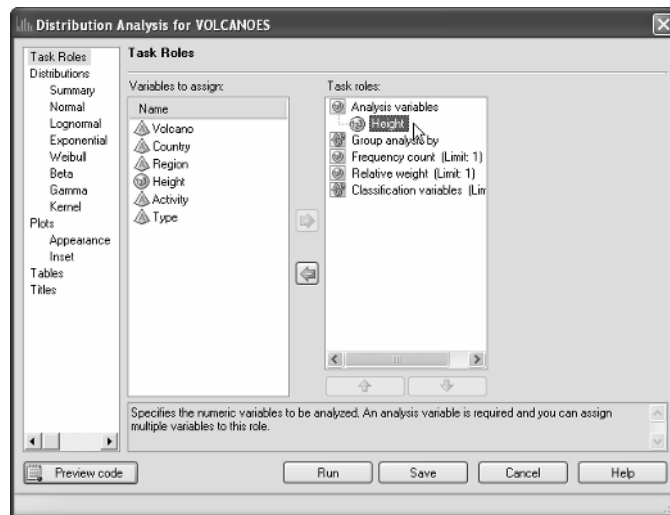 Distribution Analysis for VOLCANOES
Task Roles
Distributions
Summary
Normal
Lognormal
Exponential
Weibull
Beta
Gamma
Kernel
Plots
Appearance
Inset
Tables
Titles
Task Roles
Variables to assign:
Name
Volcano
Country
Region
Height
Activity
Type
Task roles:
Analysis variables
Height
Group analysis by
Frequency count (Limit: 1)
Relative weight (Limit: 1)
Classification variables (Lim
Specifies the numeric variables to be analyzed. An analysis variable is required and you can assign
multiple variables to this role.
Preview code
Run
Save
Cancel
Help